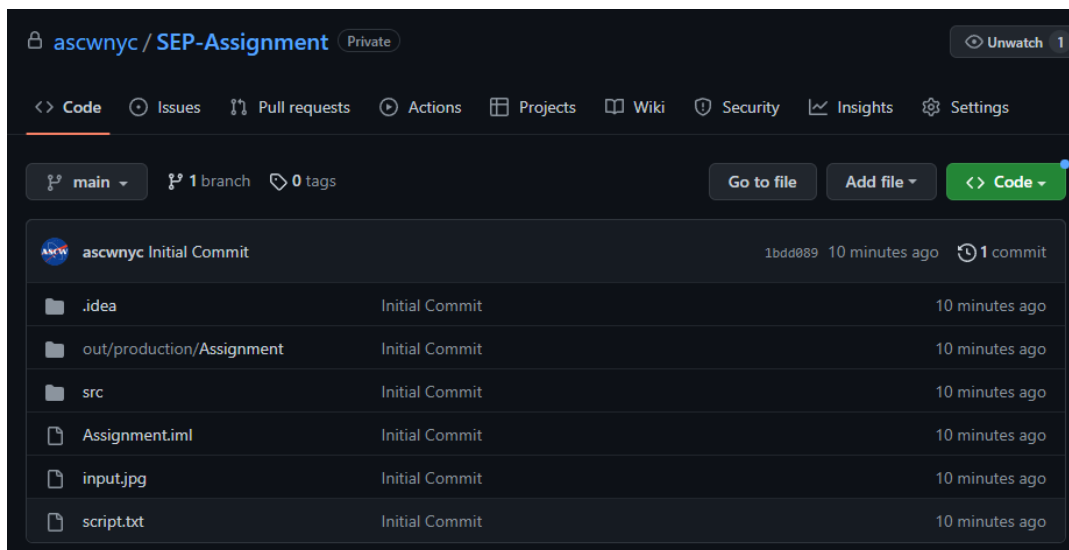 ascwnyc / SEP-Assignment Private Unwatch 1
Code Issues Pull requests Actions Projects Wiki Security Insights Settings
main 1 branch 0 tags Go to file Add file Code
ASCW ascwnyc Initial Commit 1bdd089 10 minutes ago 1 commit
.idea Initial Commit 10 minutes ago
out/production/Assignment Initial Commit 10 minutes ago
src Initial Commit 10 minutes ago
Assignment.iml Initial Commit 10 minutes ago
input.jpg Initial Commit 10 minutes ago
script.txt Initial Commit 10 minutes ago